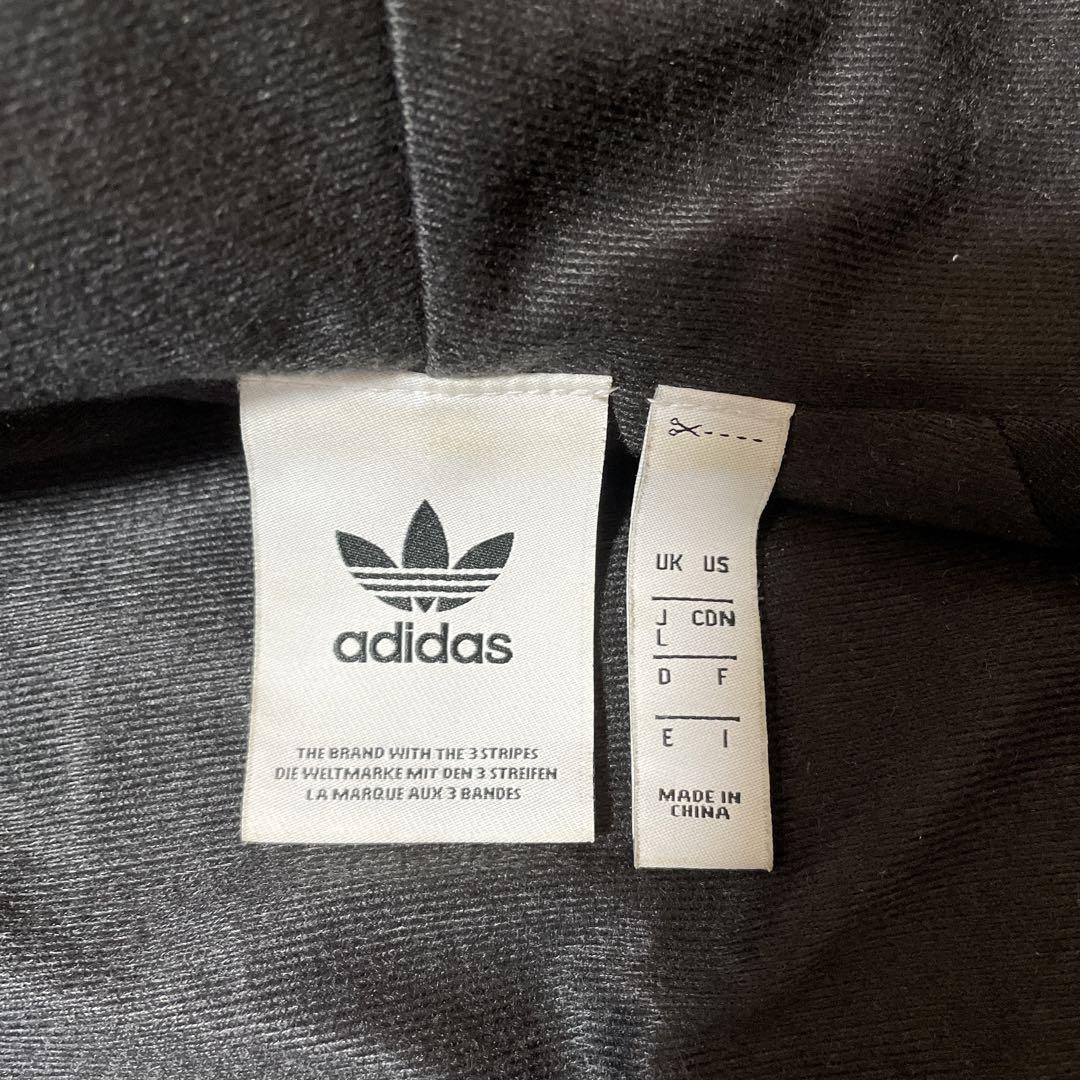 adidas
THE BRAND WITH THE 3 STRIPES
DIE WELTMARKE MIT DEN 3 STREIFEN
LA MARQUE AUX 3 BANDES
UK US
J CDN
L
D F
E I
MADE IN
CHINA